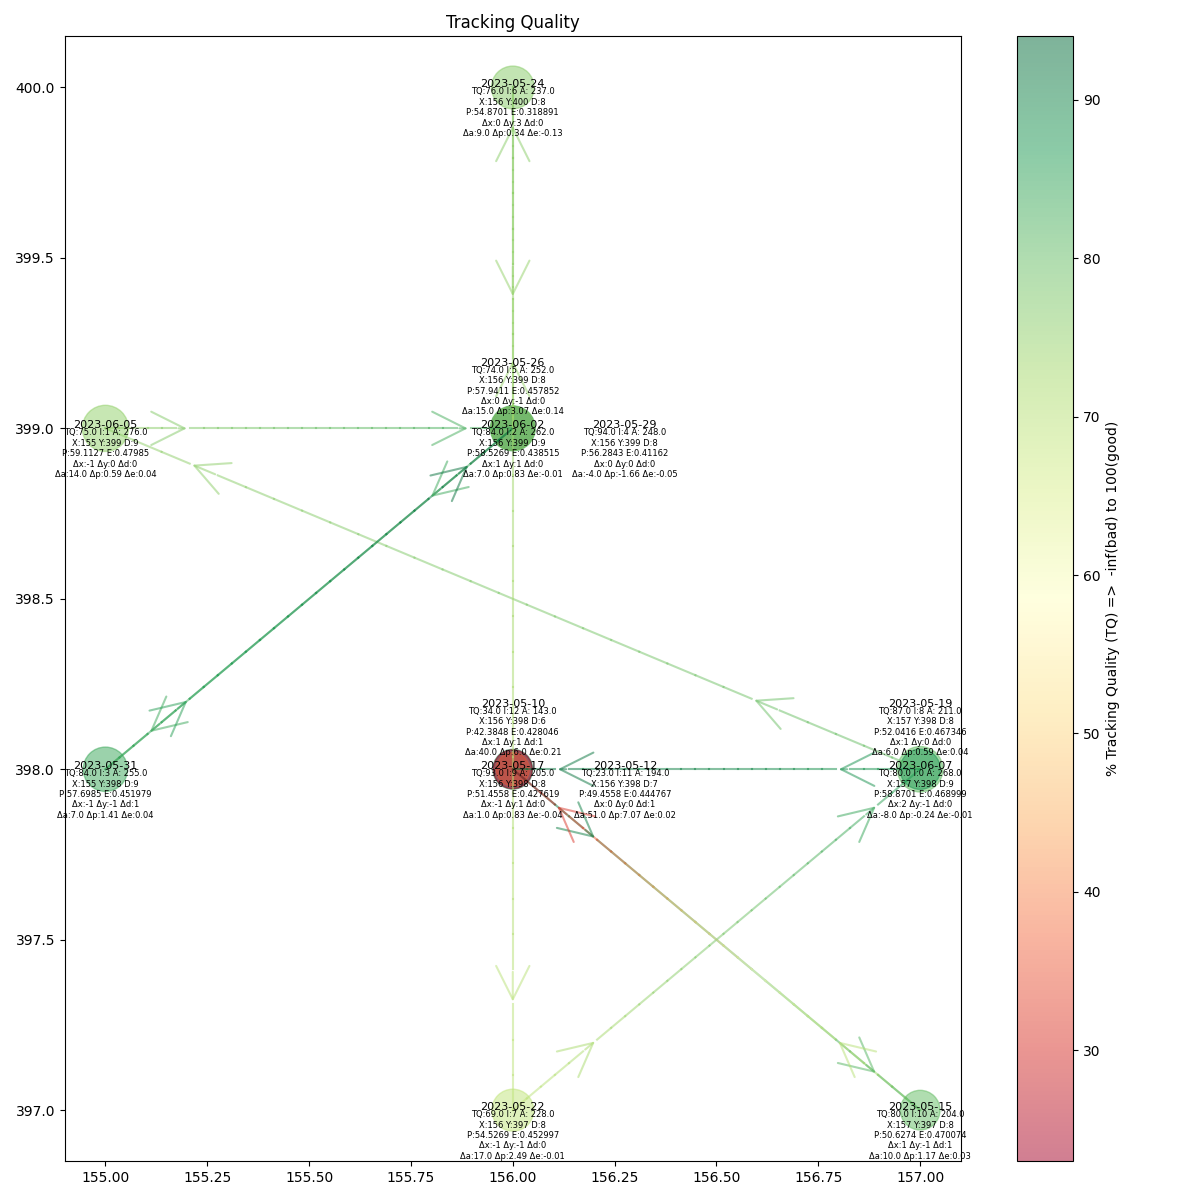 Tracking Quality
400.0
399.5
399.0
398.5
398.0
397.5
397.0
2023-05-24
TQ:76.0 I:6 A: 237.0
X:156 Y:400 D:8
P:54.8701 E:0.318891
Δx:0 Δy:3 Δd:0
Δa:9.0 Δp:0.34 Δe:-0.13
2023-05-26
TQ:74.0 I:5 A: 252.0
X:156 Y:399 D:8
P:57.9411 E:0.457852
Δx:0 Δy:-1 Δd:0
Δa:15.0 Δp:3.07 Δe:0.14
2023-06-05
TQ:75.0 I:1 A: 276.0
X:155 Y:399 D:9
P:59.1127 E:0.47985
Δx:-1 Δy:0 Δd:0
Δa:14.0 Δp:0.59 Δe:0.04
2023-06-02
TQ:84.0 I:2 A: 262.0
X:156 Y:399 D:9
P:58.5269 E:0.438515
Δx:1 Δy:1 Δd:0
Δa:7.0 Δp:0.83 Δe:-0.01
2023-05-29
TQ:94.0 I:4 A: 248.0
X:156 Y:399 D:8
P:56.2843 E:0.41162
Δx:0 Δy:0 Δd:0
Δa:-4.0 Δp:-1.66 Δe:-0.05
2023-05-10
TQ:34.0 I:12 A: 143.0
X:156 Y:398 D:6
P:42.3848 E:0.428046
Δx:1 Δy:1 Δd:1
Δa:40.0 Δp:6.0 Δe:0.21
2023-05-19
TQ:87.0 I:8 A: 211.0
X:157 Y:398 D:8
P:52.0416 E:0.467346
Δx:1 Δy:0 Δd:0
Δa:6.0 Δp:0.59 Δe:0.04
2023-05-31
TQ:84.0 I:3 A: 255.0
X:155 Y:398 D:9
P:57.6985 E:0.451979
Δx:-1 Δy:-1 Δd:1
Δa:7.0 Δp:1.41 Δe:0.04
2023-05-17
TQ:93.0 I:9 A: 205.0
X:156 Y:398 D:8
P:51.4558 E:0.427619
Δx:-1 Δy:1 Δd:0
Δa:1.0 Δp:0.83 Δe:-0.04
2023-05-12
TQ:23.0 I:11 A: 194.0
X:156 Y:398 D:7
P:49.4558 E:0.444767
Δx:0 Δy:0 Δd:1
Δa:51.0 Δp:7.07 Δe:0.02
2023-06-07
TQ:80.0 I:0 A: 268.0
X:157 Y:398 D:9
P:58.8701 E:0.468999
Δx:2 Δy:-1 Δd:0
Δa:-8.0 Δp:-0.24 Δe:-0.01
2023-05-22
TQ:69.0 I:7 A: 228.0
X:156 Y:397 D:8
P:54.5269 E:0.452997
Δx:-1 Δy:-1 Δd:0
Δa:17.0 Δp:2.49 Δe:-0.01
2023-05-15
TQ:80.0 I:10 A: 204.0
X:157 Y:397 D:8
P:50.6274 E:0.470074
Δx:1 Δy:-1 Δd:1
Δa:10.0 Δp:1.17 Δe:0.03
155.00 155.25 155.50 155.75 156.00 156.25 156.50 156.75 157.00
90
80
70
60
50
40
30
% Tracking Quality (TQ) => -inf(bad) to 100(good)